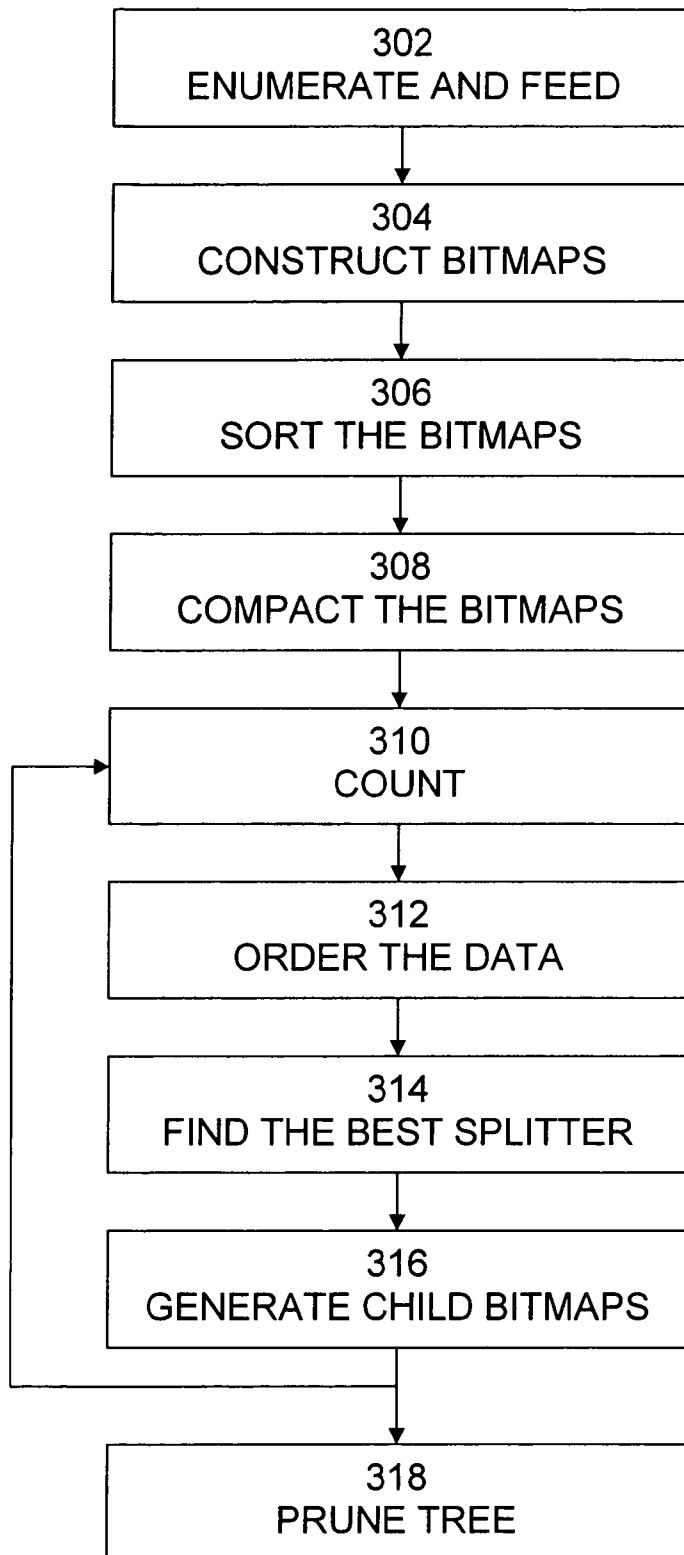 302
ENUMERATE AND FEED
304
CONSTRUCT BITMAPS
306
SORT THE BITMAPS
308
COMPACT THE BITMAPS
310
COUNT
312
ORDER THE DATA
314
FIND THE BEST SPLITTER
316
GENERATE CHILD BITMAPS
318
PRUNE TREE